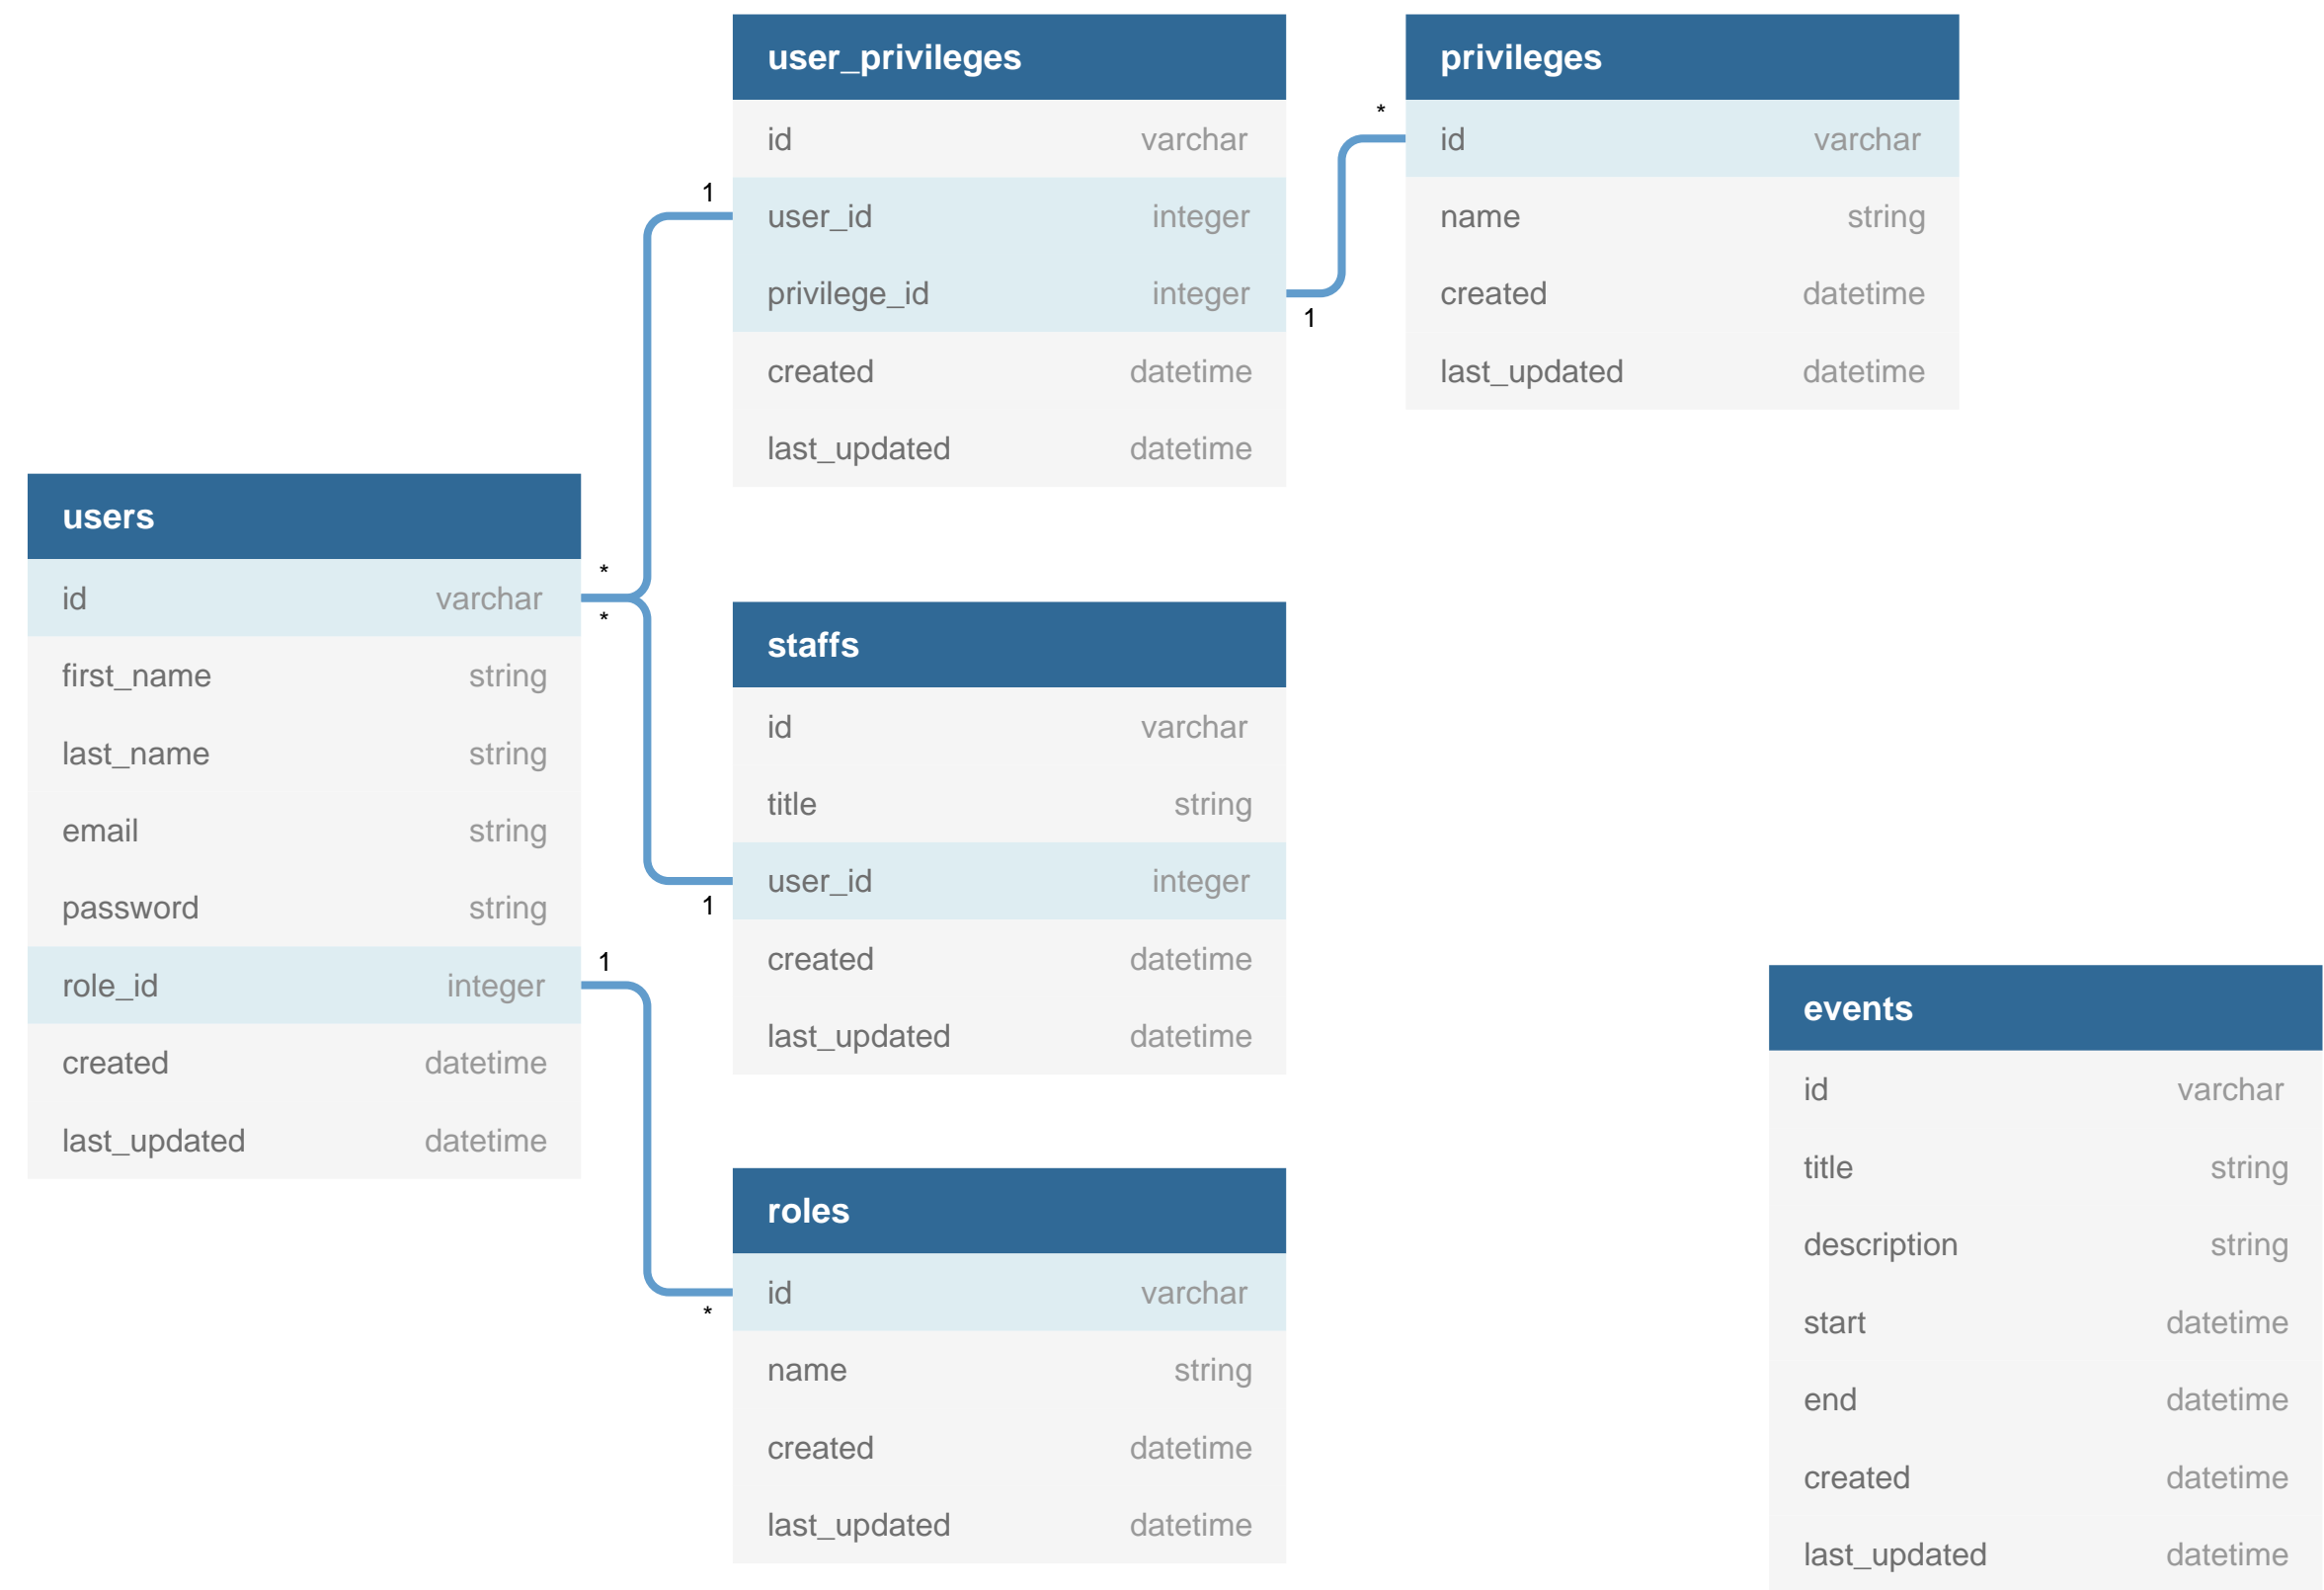 user_privileges
id varchar
1
user_id integer
privilege_id integer
1
created datetime
last_updated datetime
privileges
*
id varchar
name string
created datetime
last_updated datetime
users
*
id varchar
*
first_name string
last_name string
email string
password string
1
role_id integer
created datetime
last_updated datetime
staffs
id varchar
title string
user_id integer
1
created datetime
last_updated datetime
roles
id varchar
*
name string
created datetime
last_updated datetime
events
id varchar
title string
description string
start datetime
end datetime
created datetime
last_updated datetime